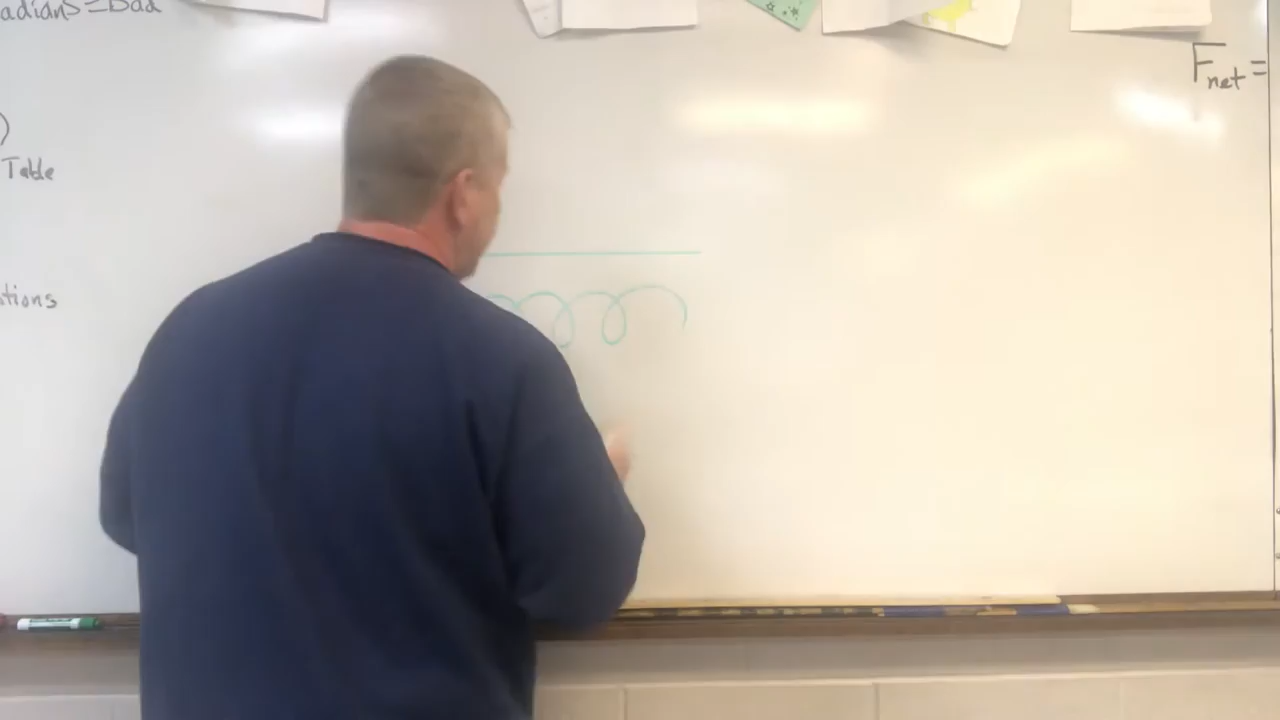 adians = Bad
)
Table
tions
Fnet =